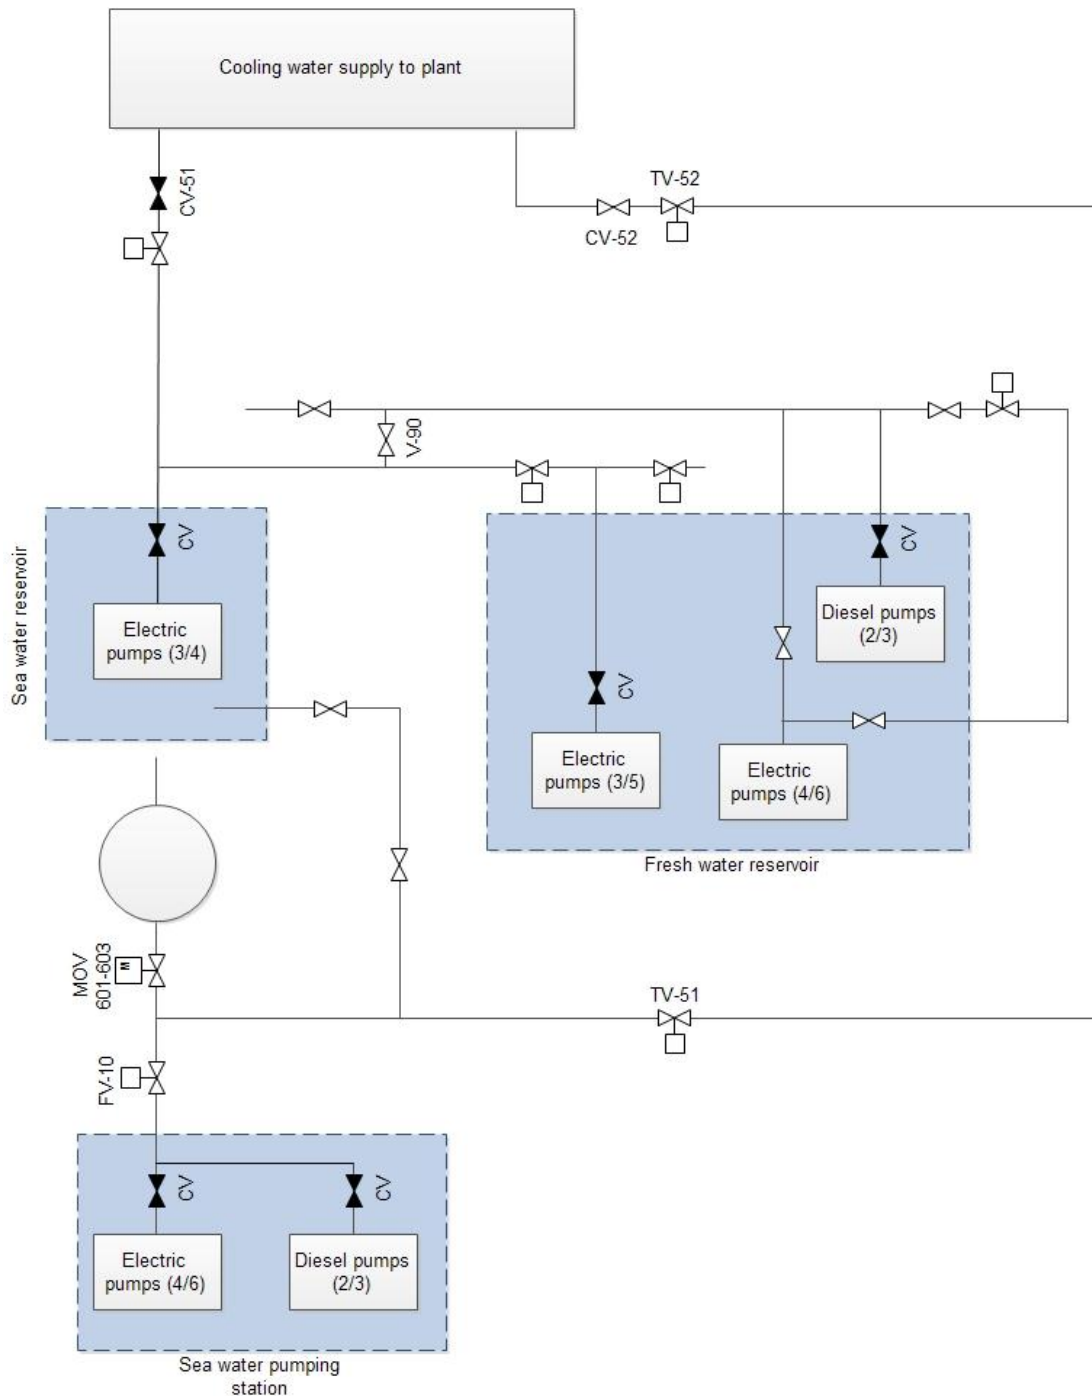 Cooling water supply to plant
CV-51
TV-52
CV-52
V-90
Sea water reservoir
CV
Electric
pumps (3/4)
CV
Diesel pumps
(2/3)
CV
Electric
pumps (3/5)
Electric
pumps (4/6)
Fresh water reservoir
MOV
601-603
M
TV-51
FV-10
CV
CV
Electric
pumps (4/6)
Diesel pumps
(2/3)
Sea water pumping
station